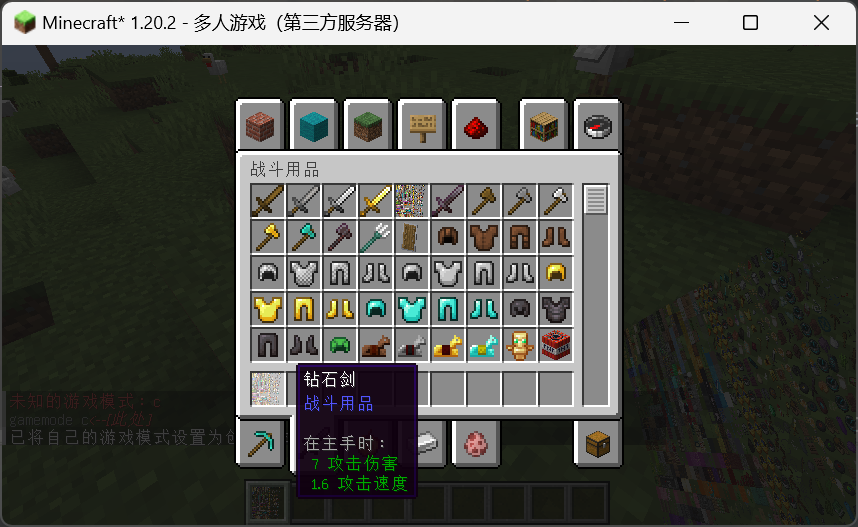 Minecraft* 1.20.2 - 多人游戏（第三方服务器）
战斗用品
钻石剑
战斗用品
在主手时：
7 攻击伤害
1.6 攻击速度
未知的游戏模式：c
gamemode c←[此处]
已将自己的游戏模式设置为创